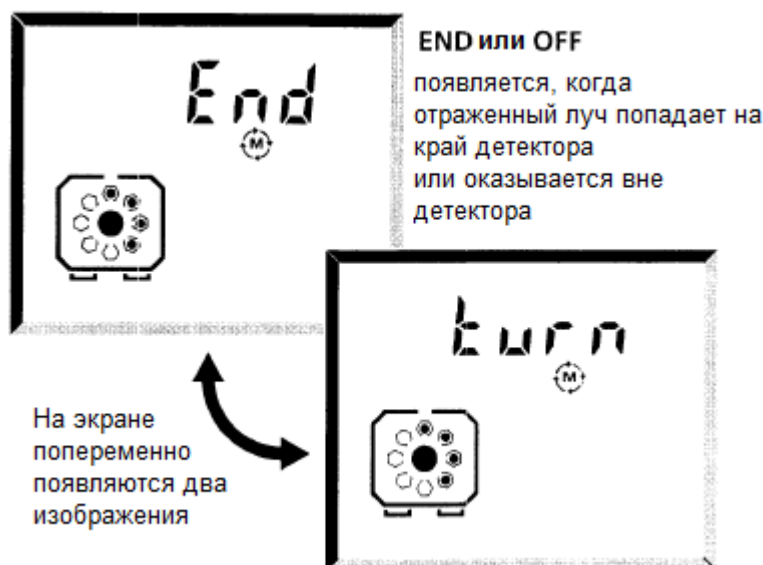 End
M
END или OFF
появляется, когда
отраженный луч попадает на
край детектора
или оказывается вне
детектора
turn
M
На экране
попеременно
появляются два
изображения